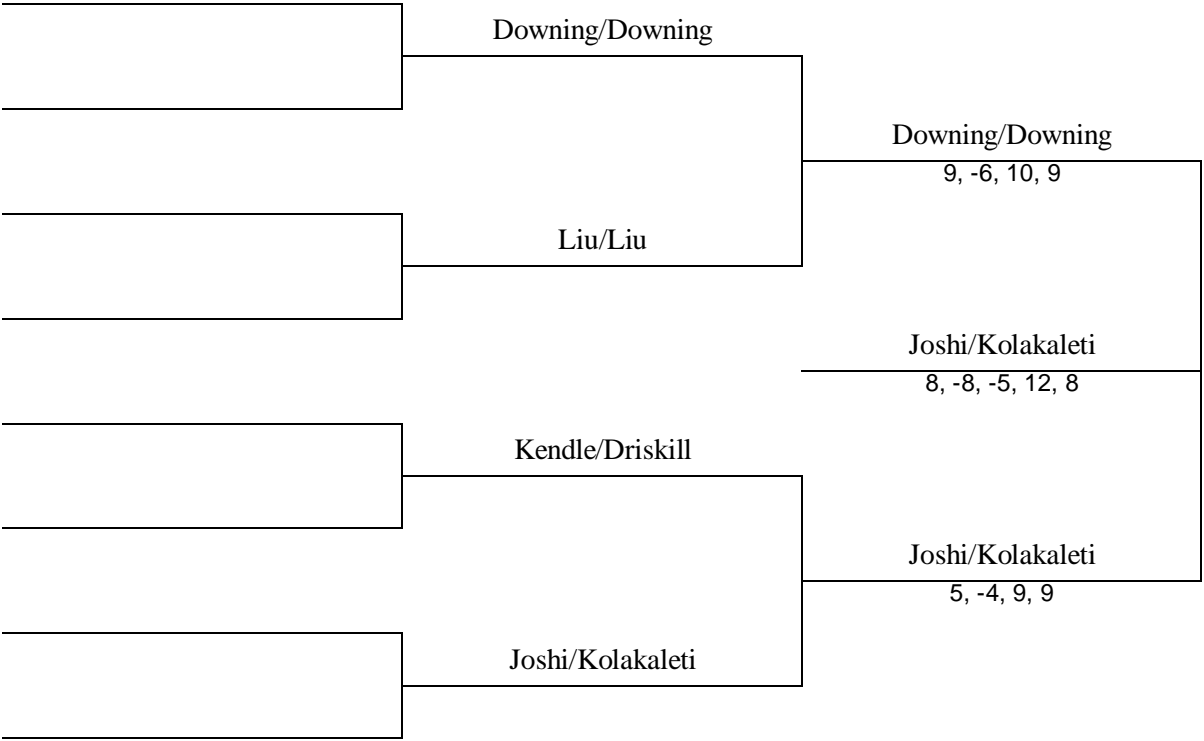 Downing/Downing
Downing/Downing
9, -6, 10, 9
Liu/Liu
Joshi/Kolakaleti
8, -8, -5, 12, 8
Kendle/Driskill
Joshi/Kolakaleti
5, -4, 9, 9
Joshi/Kolakaleti